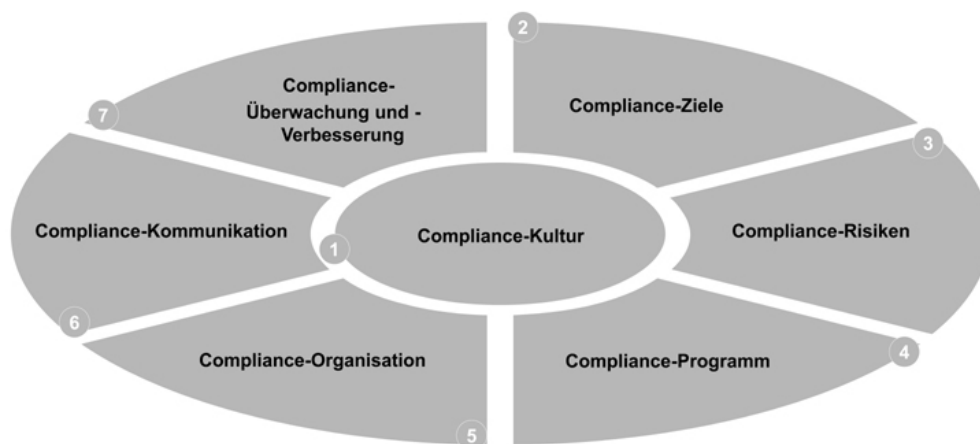 2
Compliance-
Überwachung und -
Verbesserung
Compliance-Ziele
7
3
Compliance-Kommunikation
1
Compliance-Kultur
Compliance-Risiken
6
4
Compliance-Organisation
Compliance-Programm
5